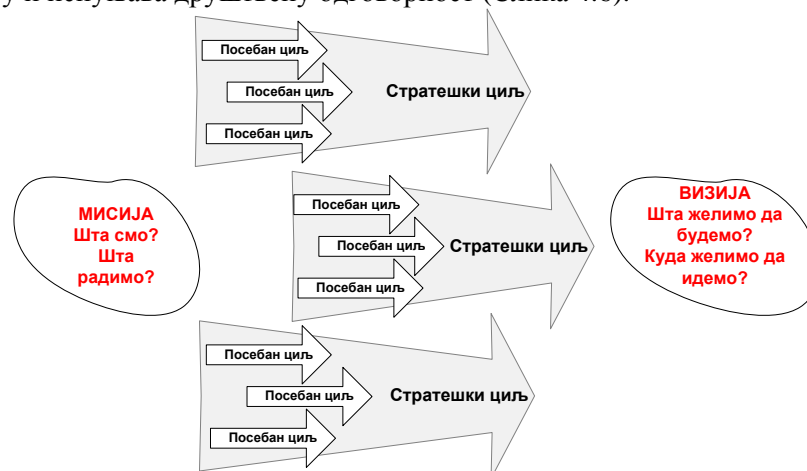 у и испуњава друштвену одговорност (Слика 4.6).
Посебан циљ
Посебан циљ
Посебан циљ
Стратешки циљ
МИСИЈА
Шта смо?
Шта
радимо?
Посебан циљ
Посебан циљ
Посебан циљ
Стратешки циљ
ВИЗИЈА
Шта желимо да
будемо?
Куда желимо да
идемо?
Посебан циљ
Посебан циљ
Посебан циљ
Стратешки циљ